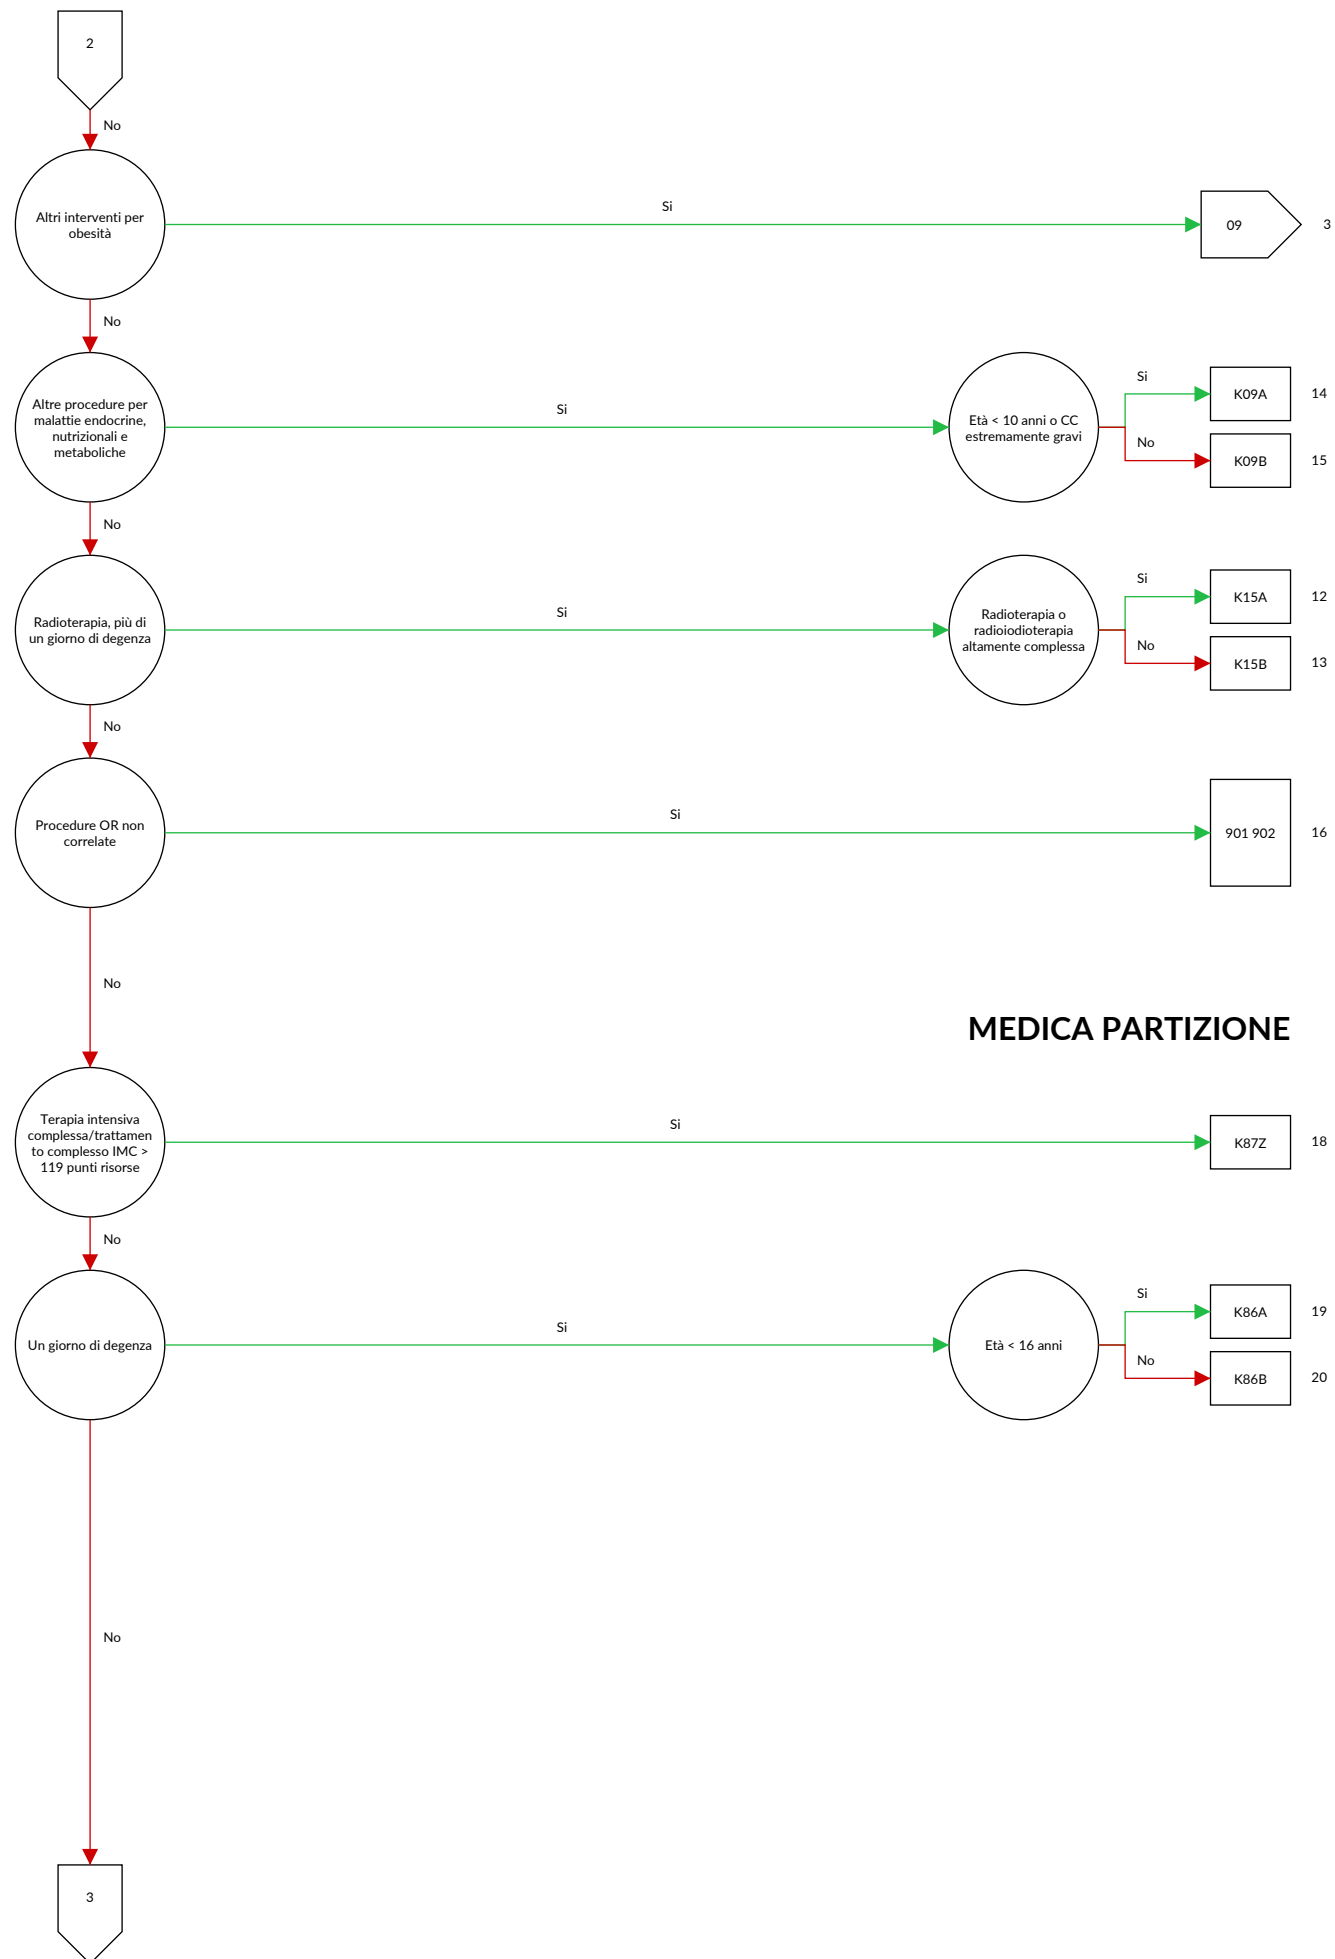 2
No
Altri interventi per
obesità
Si
09
3
No
Altre procedure per
malattie endocrine,
nutrizionali e
metaboliche
Si
Età < 10 anni o CC
estremamente gravi
Si
K09A
14
No
K09B
15
No
Radioterapia, più di
un giorno di degenza
Si
Radioterapia o
radioiodioterapia
altamente complessa
Si
K15A
12
No
K15B
13
No
Procedure OR non
correlate
Si
901 902
16
No
MEDICA PARTIZIONE
Terapia intensiva
complessa/trattamen
to complesso IMC >
119 punti risorse
Si
K87Z
18
No
Un giorno di degenza
Si
Età < 16 anni
Si
K86A
19
No
K86B
20
No
3